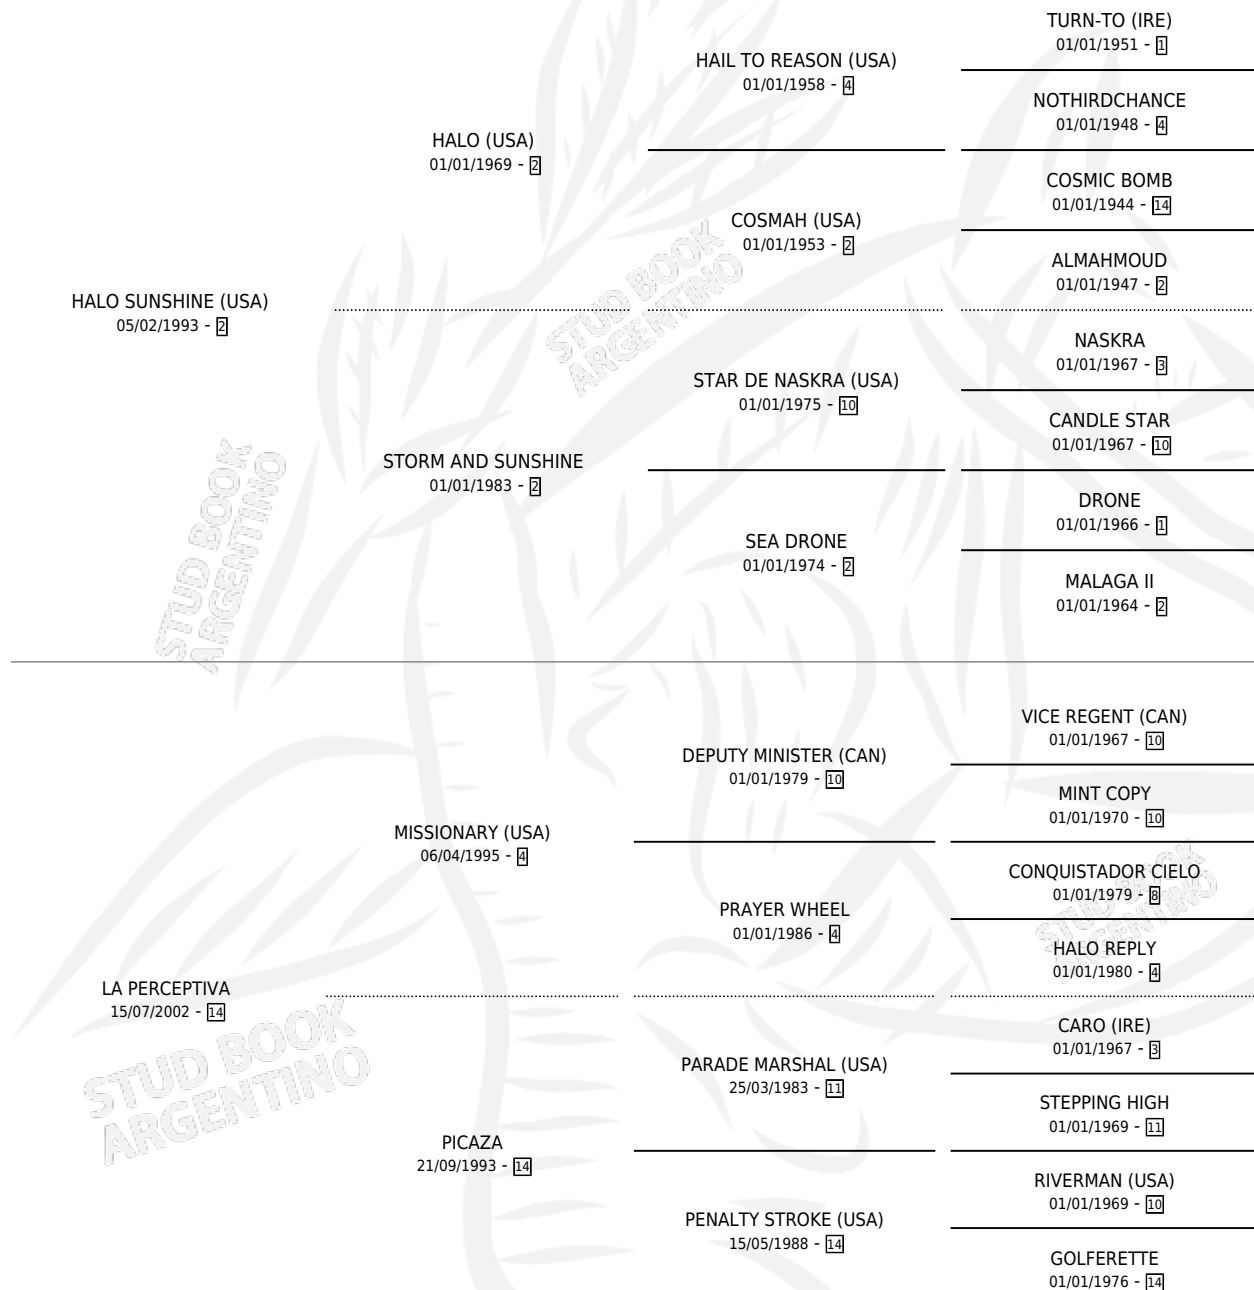 TURN-TO (IRE)
01/01/1951 - 1
HAIL TO REASON (USA)
01/01/1958 - 4
NOTHIRDCHANCE
01/01/1948 - 4
HALO (USA)
01/01/1969 - 2
COSMIC BOMB
01/01/1944 - 14
COSMAH (USA)
01/01/1953 - 2
ALMAHMOUD
01/01/1947 - 2
HALO SUNSHINE (USA)
05/02/1993 - 2
NASKRA
01/01/1967 - 3
STAR DE NASKRA (USA)
01/01/1975 - 10
CANDLE STAR
01/01/1967 - 10
STORM AND SUNSHINE
01/01/1983 - 2
DRONE
01/01/1966 - 1
SEA DRONE
01/01/1974 - 2
MALAGA II
01/01/1964 - 2
STUD BOOK
ARGENTINO
STUD BOOK
ARGENTINO
VICE REGENT (CAN)
01/01/1967 - 10
DEPUTY MINISTER (CAN)
01/01/1979 - 10
MINT COPY
01/01/1970 - 10
MISSIONARY (USA)
06/04/1995 - 4
CONQUISTADOR CIELO
01/01/1979 - 8
PRAYER WHEEL
01/01/1986 - 4
HALO REPLY
01/01/1980 - 4
LA PERCEPTIVA
15/07/2002 - 14
CARO (IRE)
01/01/1967 - 3
PARADE MARSHAL (USA)
25/03/1983 - 11
STEPPING HIGH
01/01/1969 - 11
PICAZA
21/09/1993 - 14
RIVERMAN (USA)
01/01/1969 - 10
PENALTY STROKE (USA)
15/05/1988 - 14
GOLFERETTE
01/01/1976 - 14
STUD BOOK
ARGENTINO
STUD BOOK
ARGENTINO